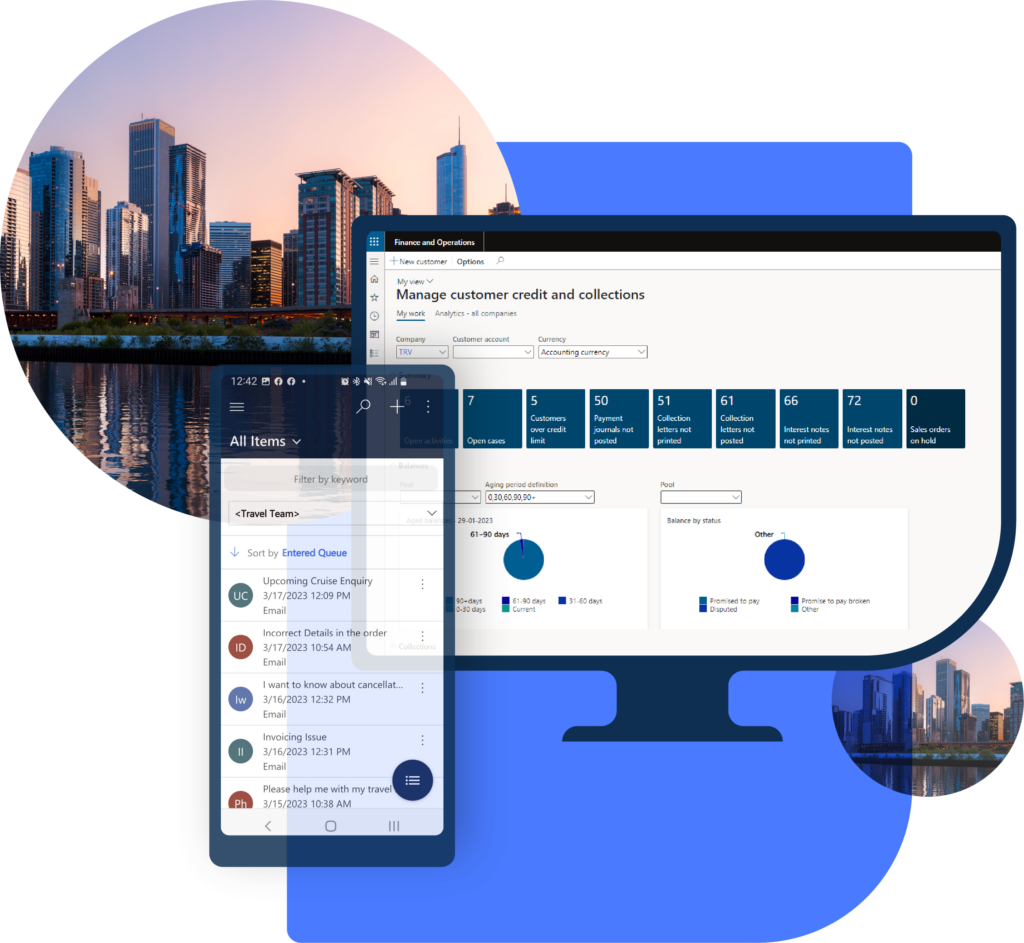 Finance and Operations
New customer Options
My view
Manage customer credit and collections
My work Analytics - all companies
Company Customer account Currency
TRV Accounting currency
Summary
6
Open activities
7
Open cases
5
Customers
over credit
limit
50
Payment
journals not
posted
51
Collection
letters not
printed
61
Collection
letters not
posted
66
Interest notes
not printed
72
Interest notes
not posted
0
Sales orders
on hold
Balances
Pool Aging period definition Pool
0,30,60,90,90+
Aged balances - 29-01-2023
61-90 days
90+days 61-90 days 31-60 days
0-30 days Current
Balance by status
Other
Promised to pay Promise to pay broken
Disputed Other
Collections
12:42
All Items
Filter by keyword
<Travel Team>
Sort by Entered Queue
UC
Upcoming Cruise Enquiry
3/17/2023 12:09 PM
Email
ID
Incorrect Details in the order
3/17/2023 10:54 AM
Email
Iw
I want to know about cancellat...
3/16/2023 12:32 PM
Email
II
Invoicing Issue
3/16/2023 12:31 PM
Email
Ph
Please help me with my travel
3/15/2023 10:38 AM